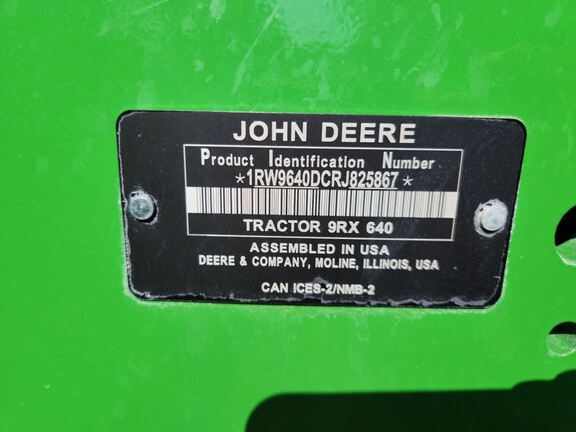 JOHN DEERE
Product Identification Number
*1RW9640DCRJ825867*
TRACTOR 9RX 640
ASSEMBLED IN USA
DEERE & COMPANY, MOLINE, ILLINOIS, USA
CAN ICES-2/NMB-2